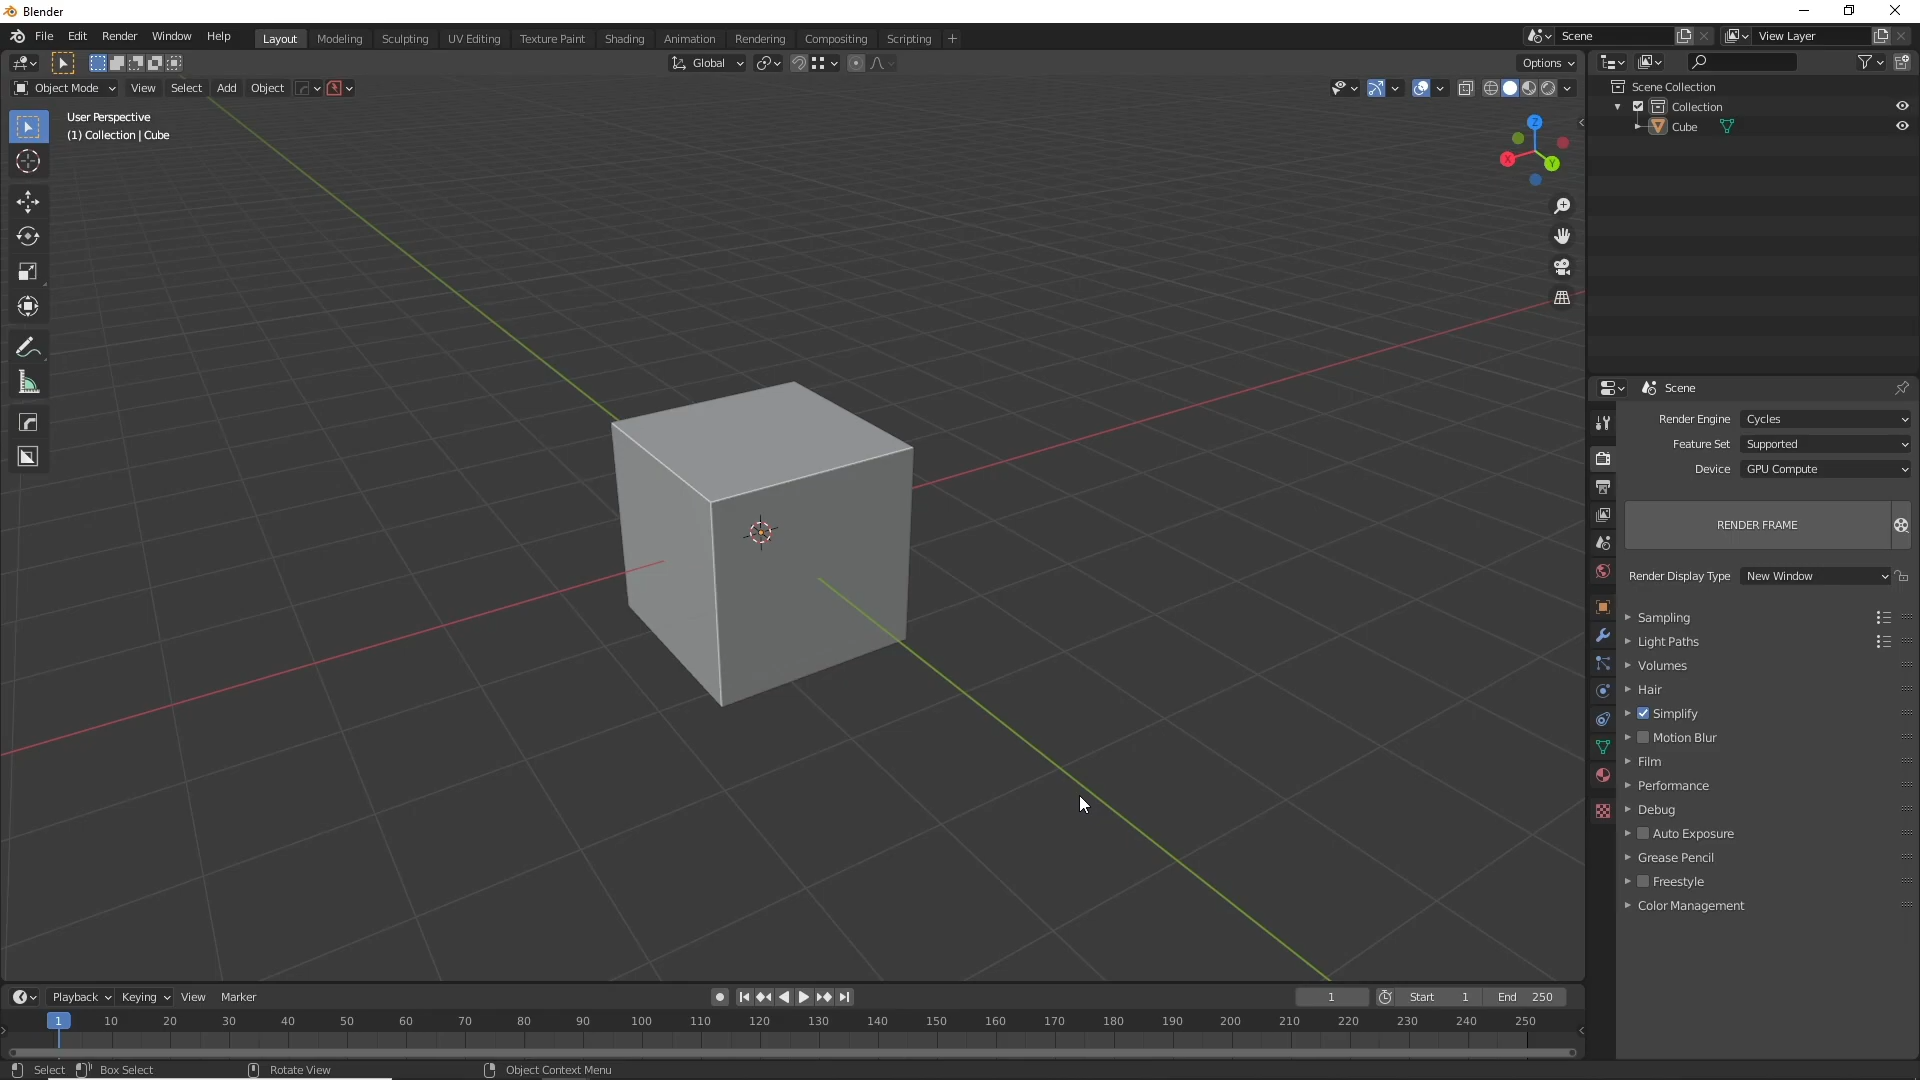 Blender
File Edit Render Window Help Layout Modeling Sculpting UV Editing Texture Paint Shading Animation Rendering Compositing Scripting + Scene View Layer
Global Options
Object Mode View Select Add Object
User Perspective
(1) Collection | Cube
Z
X
Y
Scene Collection
Collection
Cube
Scene
Render Engine Cycles
Feature Set Supported
Device GPU Compute
RENDER FRAME
Render Display Type New Window
Sampling
Light Paths
Volumes
Hair
Simplify
Motion Blur
Film
Performance
Debug
Auto Exposure
Grease Pencil
Freestyle
Color Management
Playback Keying View Marker 1 Start 1 End 250
1 10 20 30 40 50 60 70 80 90 100 110 120 130 140 150 160 170 180 190 200 210 220 230 240 250
Select Box Select Rotate View Object Context Menu